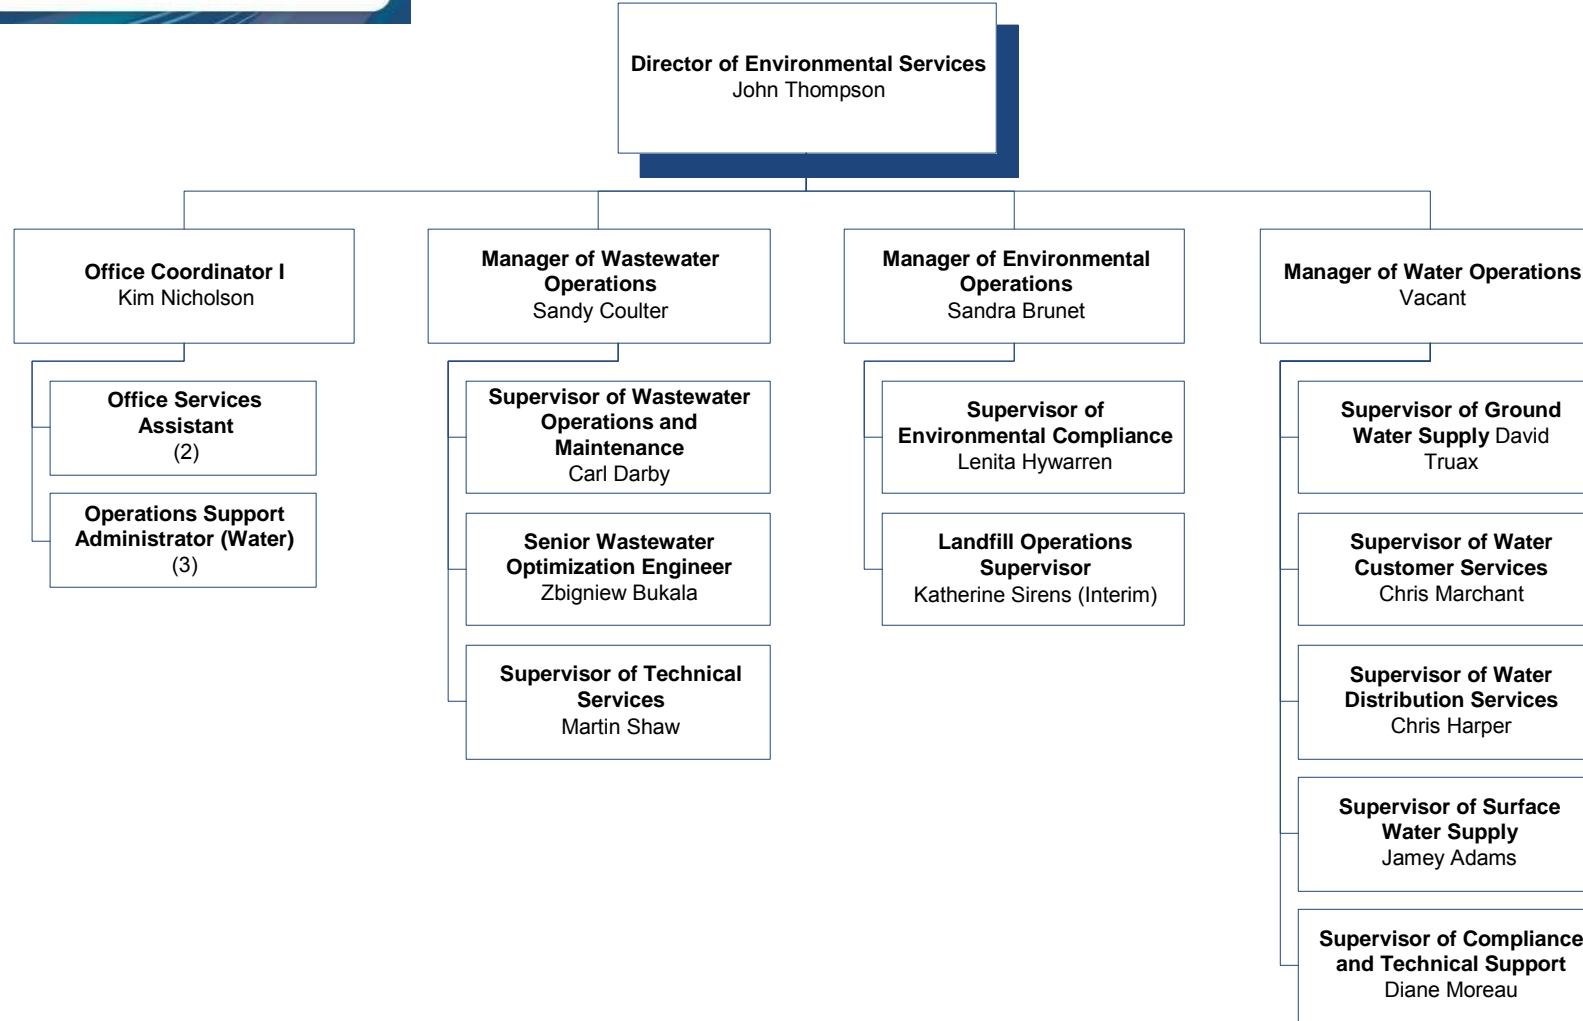 Director of Environmental Services
John Thompson
Office Coordinator I
Kim Nicholson
Office Services
Assistant
(2)
Operations Support
Administrator (Water)
(3)
Manager of Wastewater
Operations
Sandy Coulter
Supervisor of Wastewater
Operations and
Maintenance
Carl Darby
Senior Wastewater
Optimization Engineer
Zbigniew Bukala
Supervisor of Technical
Services
Martin Shaw
Manager of Environmental
Operations
Sandra Brunet
Supervisor of
Environmental Compliance
Lenita Hywarren
Landfill Operations
Supervisor
Katherine Sirens (Interim)
Manager of Water Operations
Vacant
Supervisor of Ground
Water Supply David
Truax
Supervisor of Water
Customer Services
Chris Marchant
Supervisor of Water
Distribution Services
Chris Harper
Supervisor of Surface
Water Supply
Jamey Adams
Supervisor of Compliance
and Technical Support
Diane Moreau